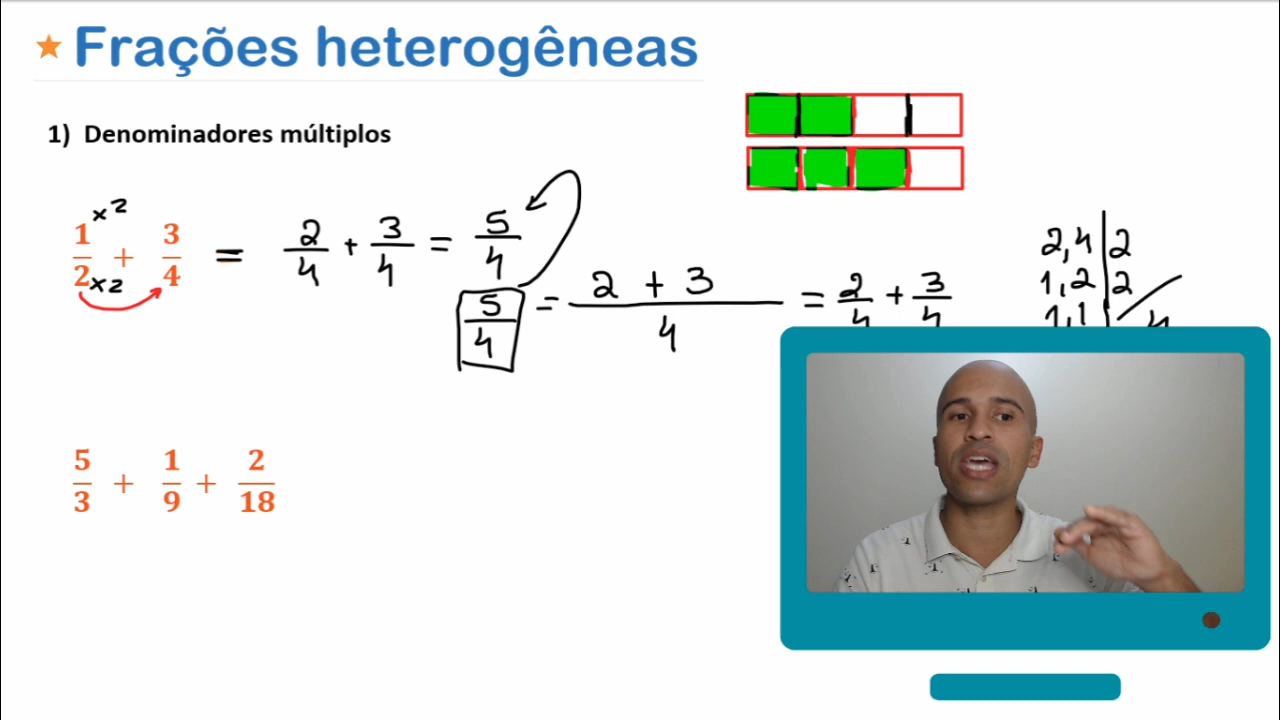 Frações heterogêneas
1) Denominadores múltiplos
x2
1/2 + 3/4 = 2/4 + 3/4 = 5/4
x2
5/4 = 2 + 3 / 4 = 2/4 + 3/4
2,4 | 2
1,2 | 2
1,1 | 4
5/3 + 1/9 + 2/18